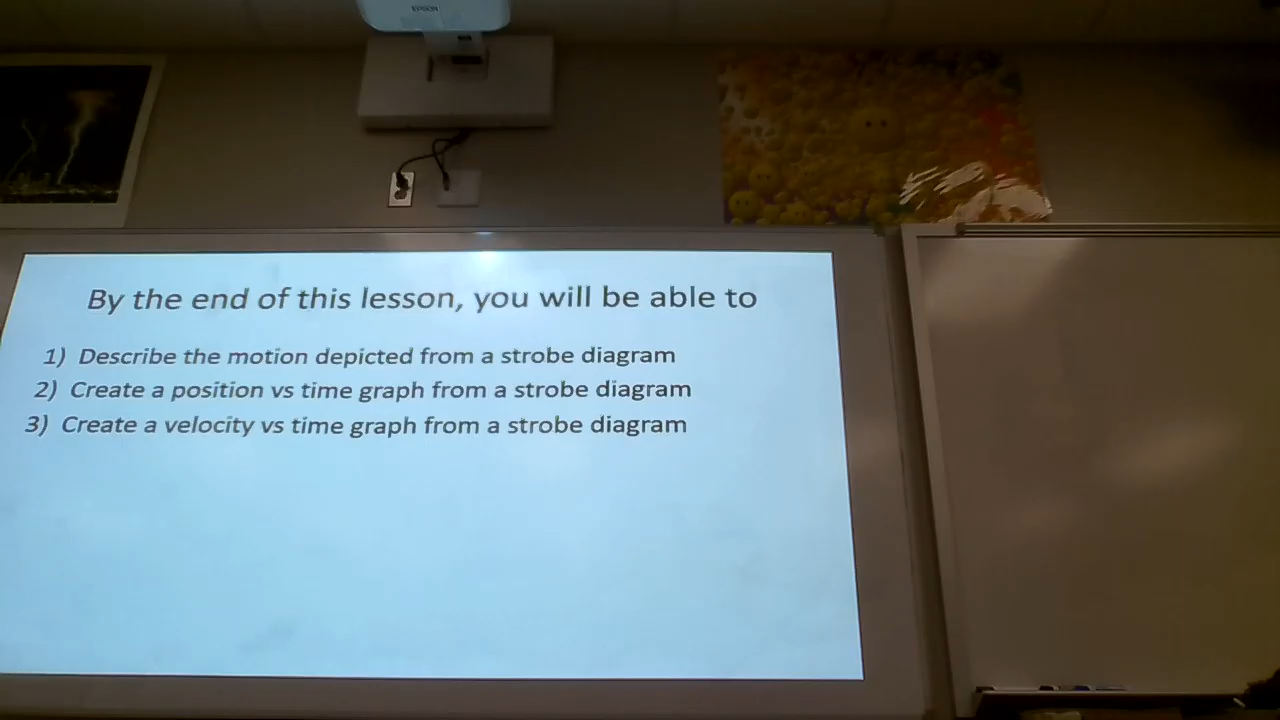 EPSON
By the end of this lesson, you will be able to
1) Describe the motion depicted from a strobe diagram
2) Create a position vs time graph from a strobe diagram
3) Create a velocity vs time graph from a strobe diagram